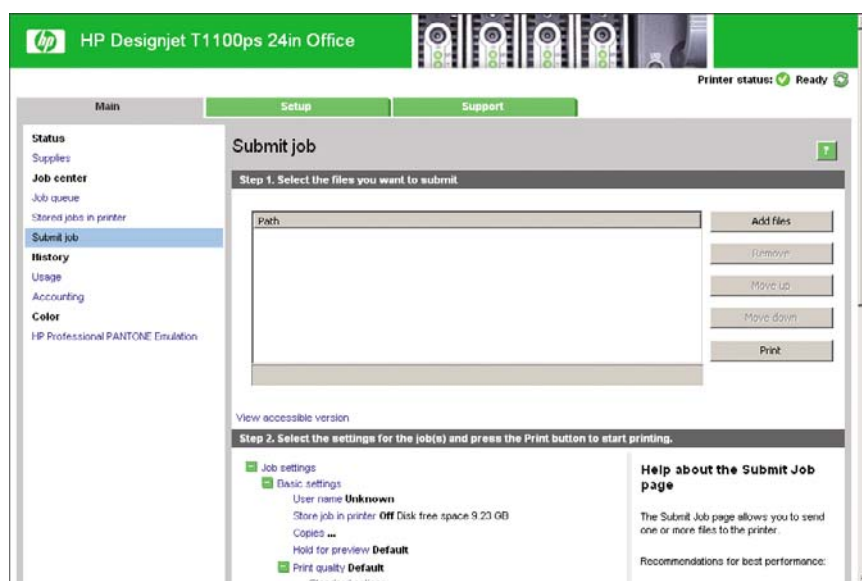 hp HP Designjet T1100ps 24in Office
Printer status: Ready
Main Setup Support
Status
Supplies
Job center
Job queue
Stored jobs in printer
Submit job
History
Usage
Accounting
Color
HP Professional PANTONE Emulation
Submit job
?
Step 1. Select the files you want to submit
Path
Add files
Remove
Move up
Move down
Print
View accessible version
Step 2. Select the settings for the job(s) and press the Print button to start printing.
Job settings
Basic settings
User name Unknown
Store job in printer Off Disk free space 9.23 GB
Copies ...
Hold for preview Default
Print quality Default
Help about the Submit Job
page
The Submit Job page allows you to send
one or more files to the printer.
Recommendations for best performance: